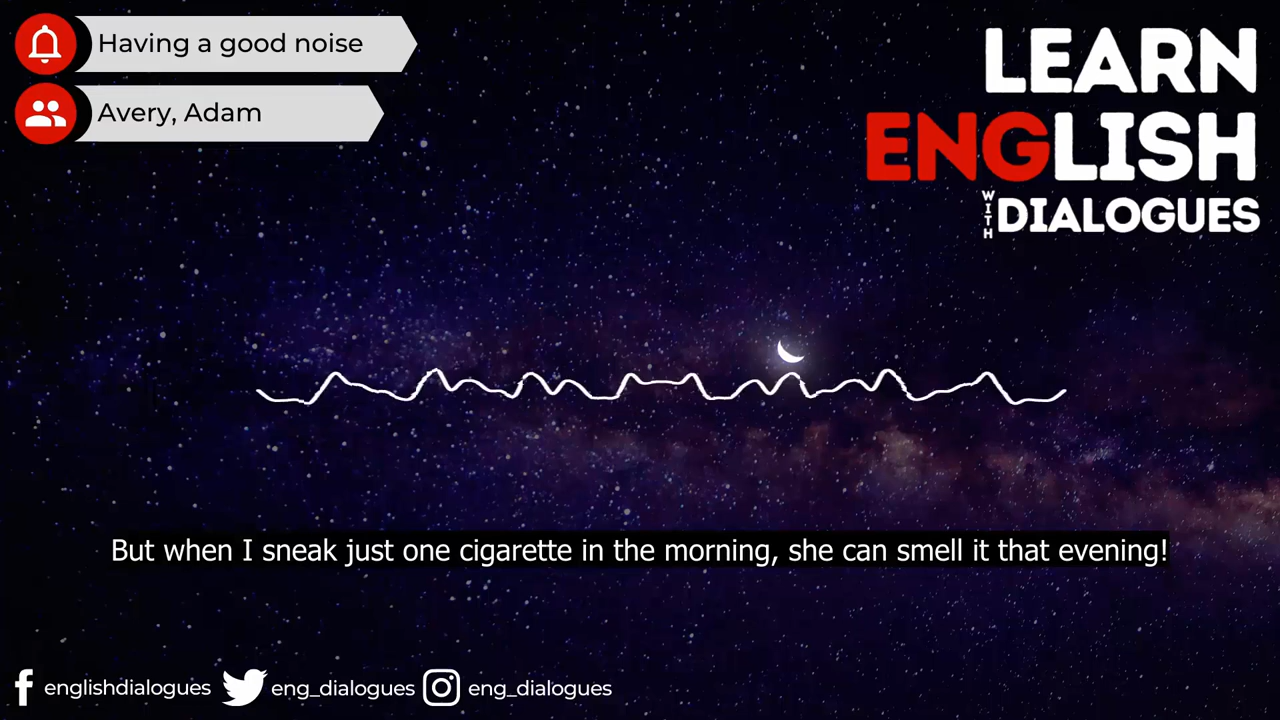 Having a good noise
Avery, Adam
LEARN
ENGLISH
WITH DIALOGUES
But when I sneak just one cigarette in the morning, she can smell it that evening!
englishdialogues eng_dialogues eng_dialogues